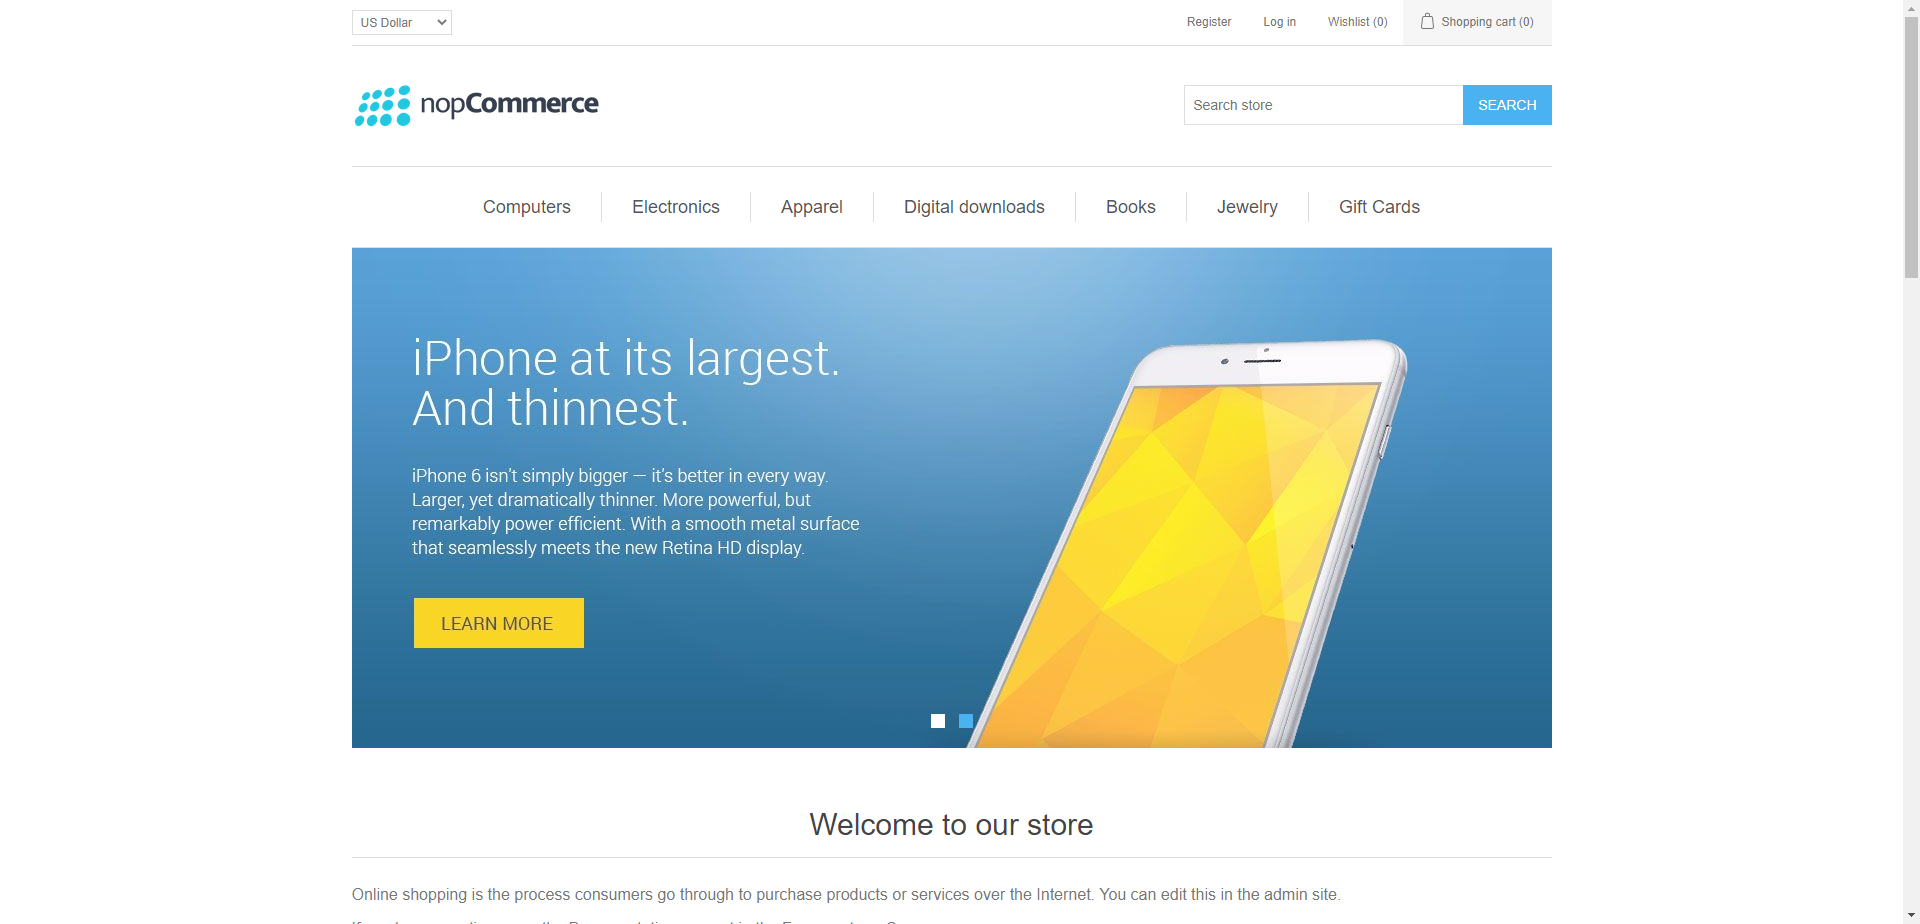 US Dollar
Register
Log in
Wishlist (0)
Shopping cart (0)
nopCommerce
Search store
SEARCH
Computers
Electronics
Apparel
Digital downloads
Books
Jewelry
Gift Cards
iPhone at its largest.
And thinnest.
iPhone 6 isn't simply bigger — it's better in every way.
Larger, yet dramatically thinner. More powerful, but
remarkably power efficient. With a smooth metal surface
that seamlessly meets the new Retina HD display.
LEARN MORE
Welcome to our store
Online shopping is the process consumers go through to purchase products or services over the Internet. You can edit this in the admin site.